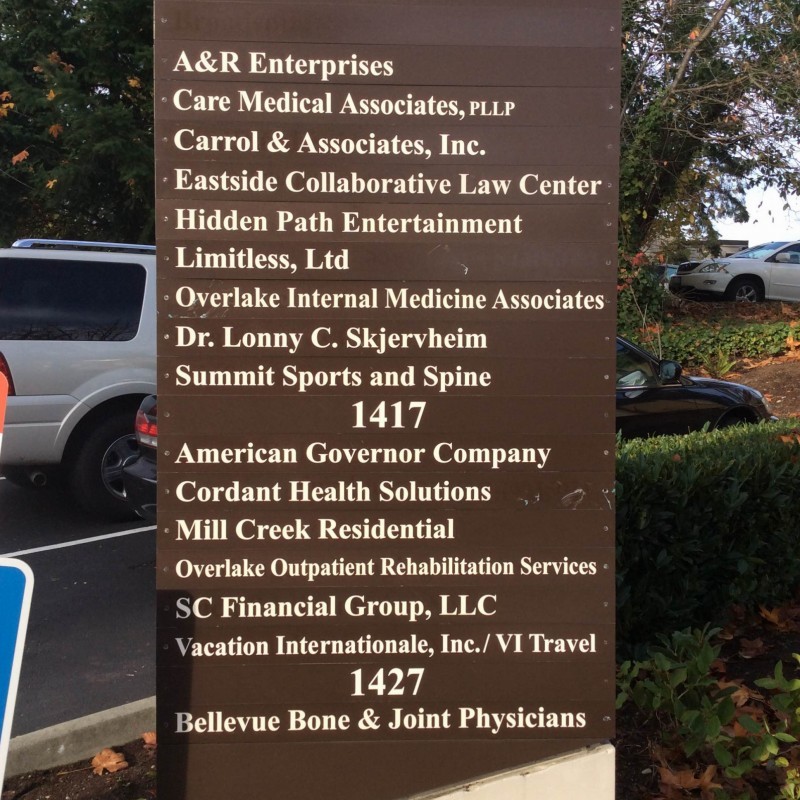 A&R Enterprises
Care Medical Associates, PLLP
Carrol & Associates, Inc.
Eastside Collaborative Law Center
Hidden Path Entertainment
Limitless, Ltd
Overlake Internal Medicine Associates
Dr. Lonny C. Skjervheim
Summit Sports and Spine
1417
American Governor Company
Cordant Health Solutions
Mill Creek Residential
Overlake Outpatient Rehabilitation Services
SC Financial Group, LLC
Vacation Internationale, Inc./ VI Travel
1427
Bellevue Bone & Joint Physicians